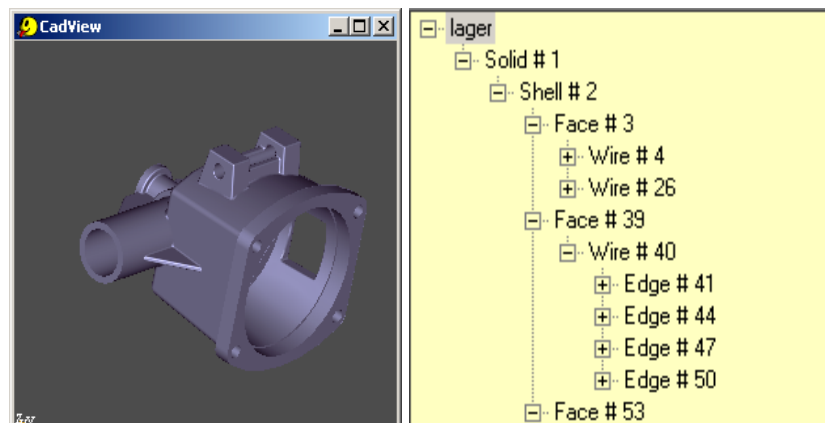 CadView
lager
Solid # 1
Shell # 2
Face # 3
Wire # 4
Wire # 26
Face # 39
Wire # 40
Edge # 41
Edge # 44
Edge # 47
Edge # 50
Face # 53